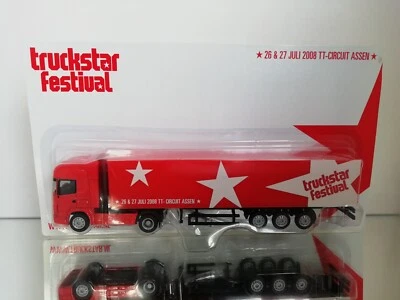 truckstar
festival
★ 26 & 27 JULI 2008 TT-CIRCUIT ASSEN ★
★ 26 & 27 JULI 2008 TT- CIRCUIT ASSEN
truckstar
festival
W